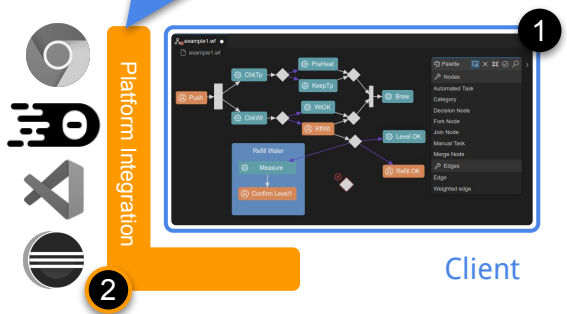 1
example1.wf
example1.wf
Palette
Nodes
Automated Task
Category
Decision Node
Fork Node
Join Node
Manual Task
Merge Node
Edges
Edge
Weighted edge
Push
ChkTp
PreHeat
KeepTp
Brew
ChkWt
WtOK
RflWt
Level OK
Refill OK
Refill Water
Measure
Confirm Level1
Platform Integration
2
Client